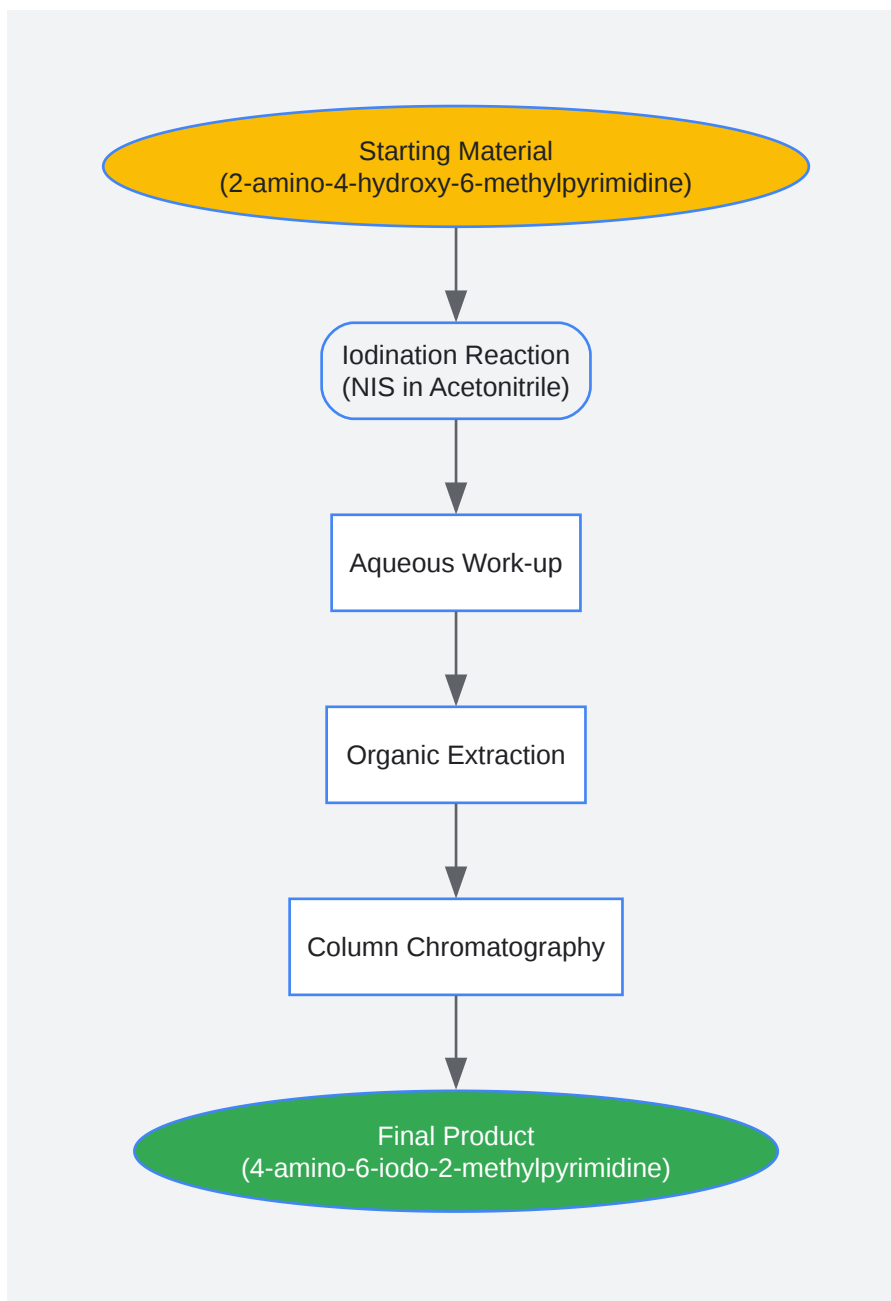 Starting Material
(2-amino-4-hydroxy-6-methylpyrimidine)
Iodination Reaction
(NIS in Acetonitrile)
Aqueous Work-up
Organic Extraction
Column Chromatography
Final Product
(4-amino-6-iodo-2-methylpyrimidine)